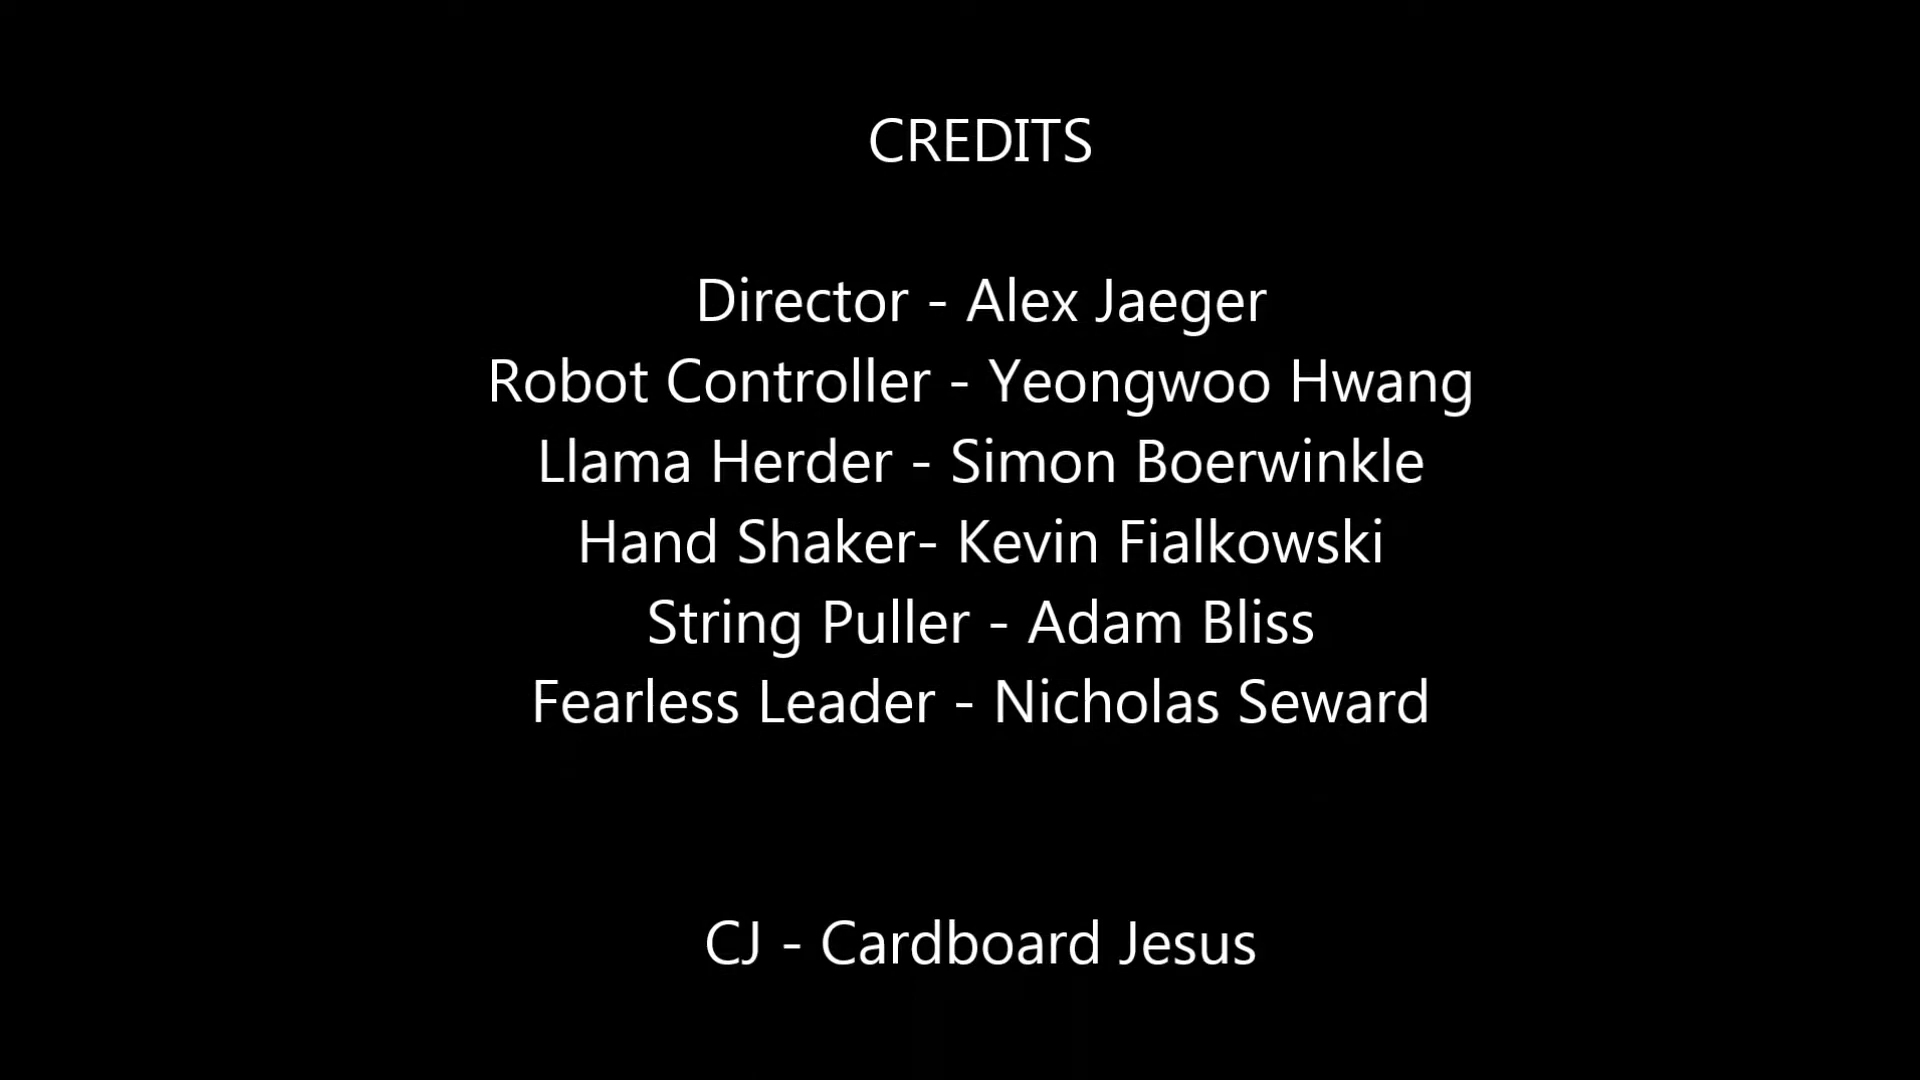 CREDITS
Director - Alex Jaeger
Robot Controller - Yeongwoo Hwang
Llama Herder - Simon Boerwinkle
Hand Shaker- Kevin Fialkowski
String Puller - Adam Bliss
Fearless Leader - Nicholas Seward
CJ - Cardboard Jesus